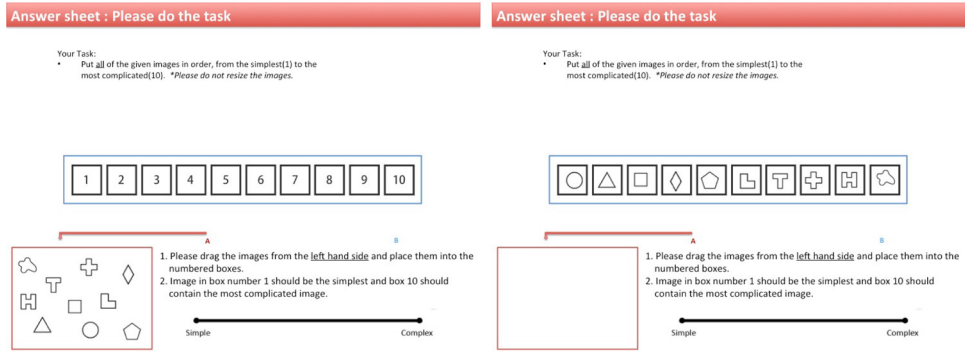 Answer sheet : Please do the task
Your Task:
• Put all of the given images in order, from the simplest(1) to the
most complicated(10). *Please do not resize the images.
1 2 3 4 5 6 7 8 9 10
A
B
1. Please drag the images from the left hand side and place them into the
numbered boxes.
2. Image in box number 1 should be the simplest and box 10 should
contain the most complicated image.
Simple Complex
Answer sheet : Please do the task
Your Task:
• Put all of the given images in order, from the simplest(1) to the
most complicated(10). *Please do not resize the images.
A
B
1. Please drag the images from the left hand side and place them into the
numbered boxes.
2. Image in box number 1 should be the simplest and box 10 should
contain the most complicated image.
Simple Complex